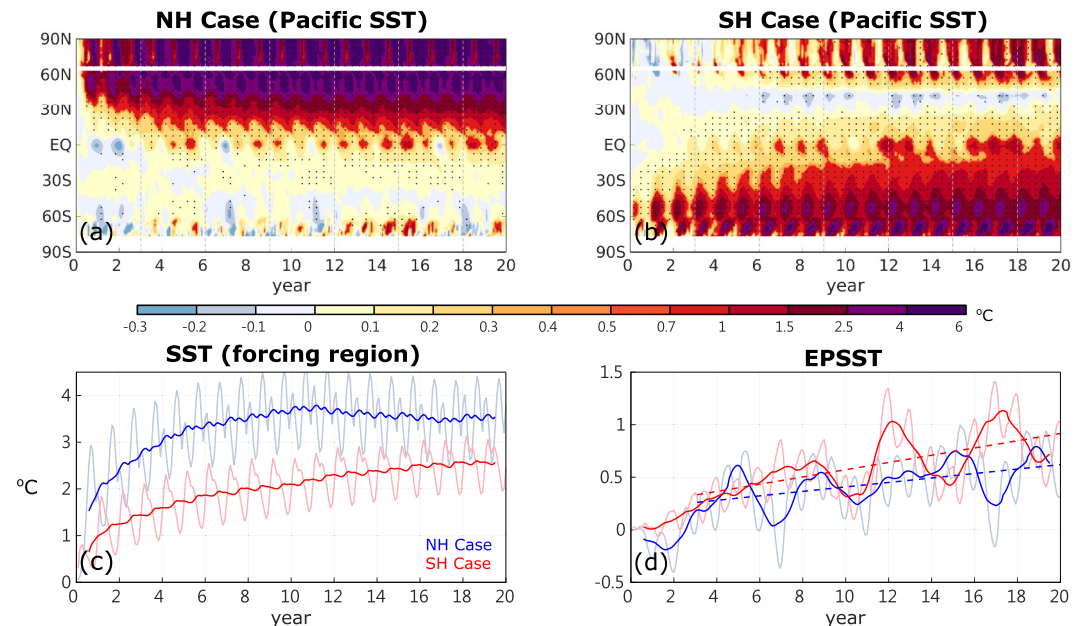 NH Case (Pacific SST)
SH Case (Pacific SST)
90N
60N
30N
EQ
30S
60S
90S
(a)
0 2 4 6 8 10 12 14 16 18 20
year
90N
60N
30N
EQ
30S
60S
90S
(b)
0 2 4 6 8 10 12 14 16 18 20
year
-0.3 -0.2 -0.1 0 0.1 0.2 0.3 0.4 0.5 0.7 1 1.5 2.5 4 6 °C
SST (forcing region)
EPSST
4
3
2
1
0
°C
(c)
NH Case
SH Case
0 2 4 6 8 10 12 14 16 18 20
year
1.5
1
0.5
0
-0.5
(d)
0 2 4 6 8 10 12 14 16 18 20
year